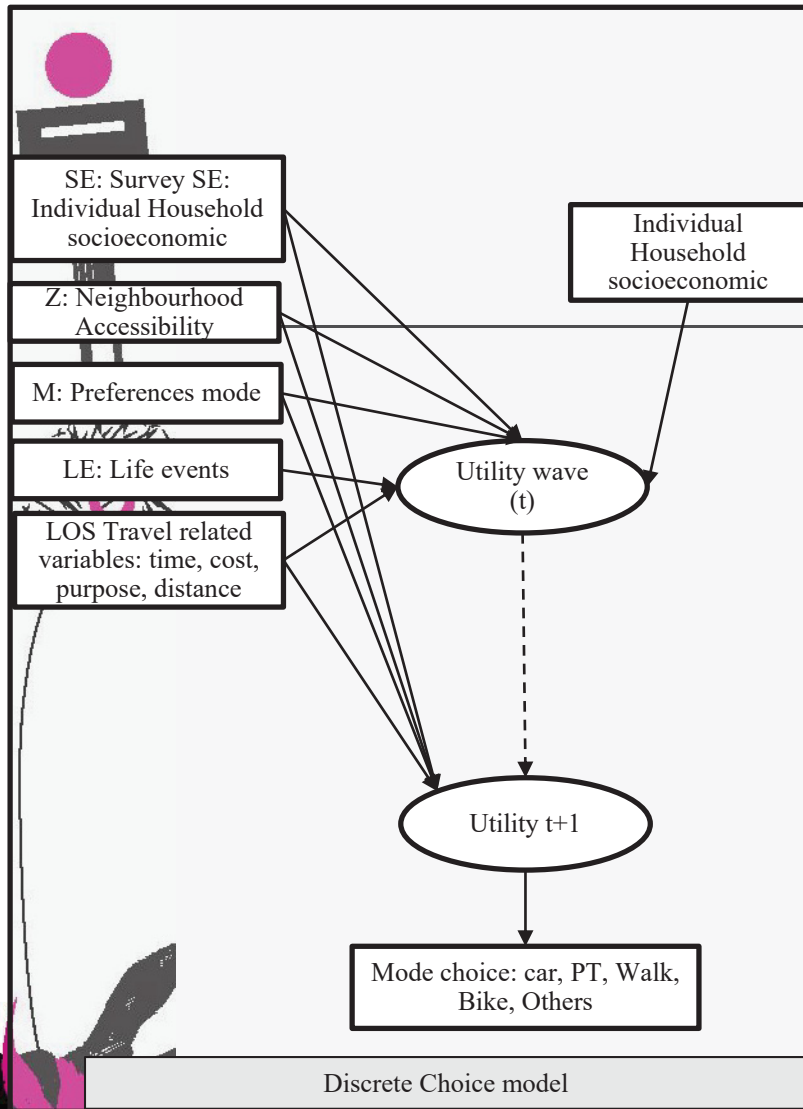 SE: Survey SE:
Individual Household
socioeconomic
Individual
Household
socioeconomic
Z: Neighbourhood
Accessibility
M: Preferences mode
LE: Life events
Utility wave
(t)
LOS Travel related
variables: time, cost,
purpose, distance
Utility t+1
Mode choice: car, PT, Walk,
Bike, Others
Discrete Choice model